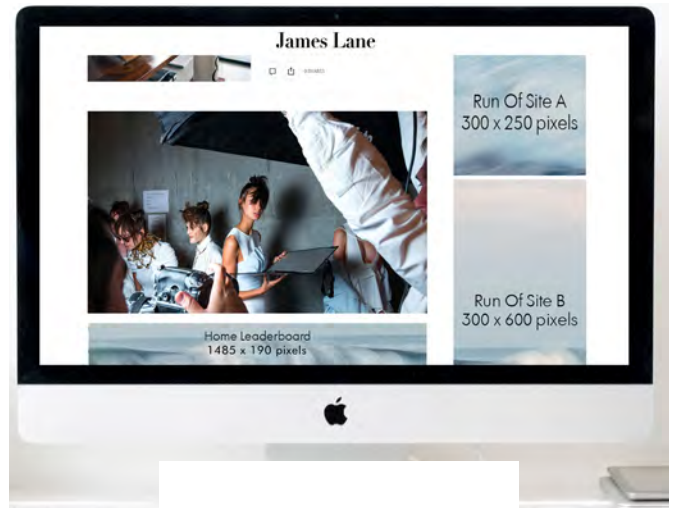 James Lane
Run Of Site A
300 x 250 pixels
Run Of Site B
300 x 600 pixels
Home Leaderboard
1485 x 190 pixels